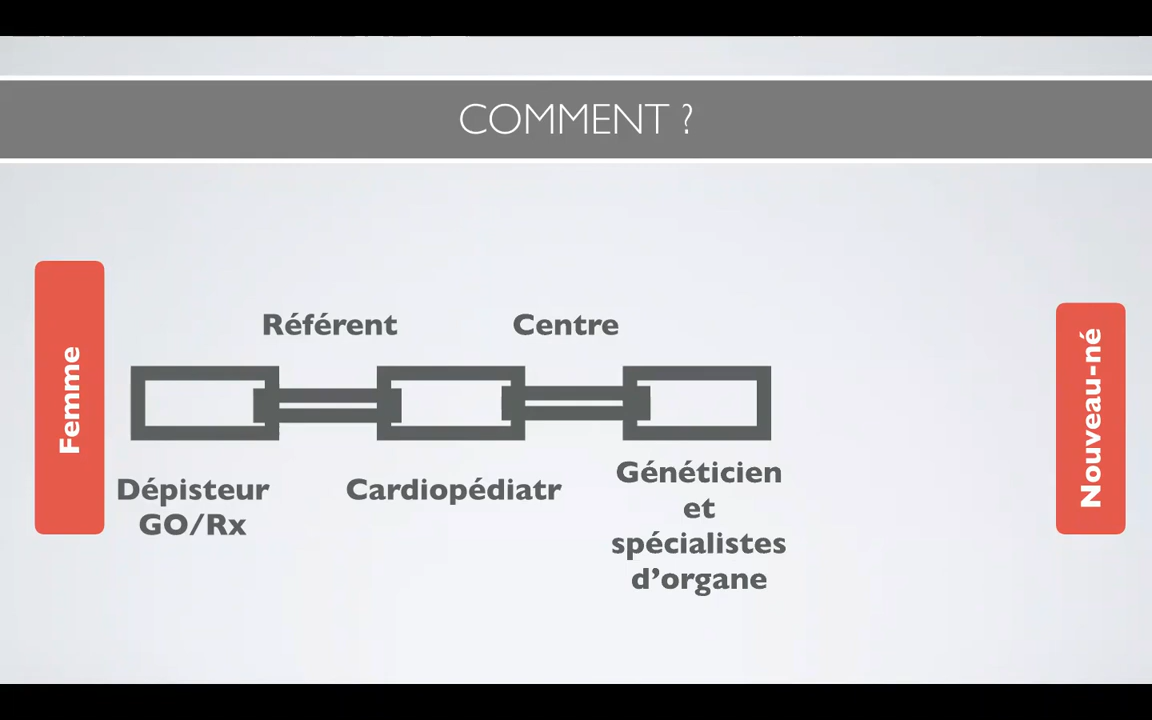 COMMENT ?
Femme
Référent
Centre
Nouveau-né
Dépisteur
GO/Rx
Cardiopédiatr
Généticien
et
spécialistes
d’organe